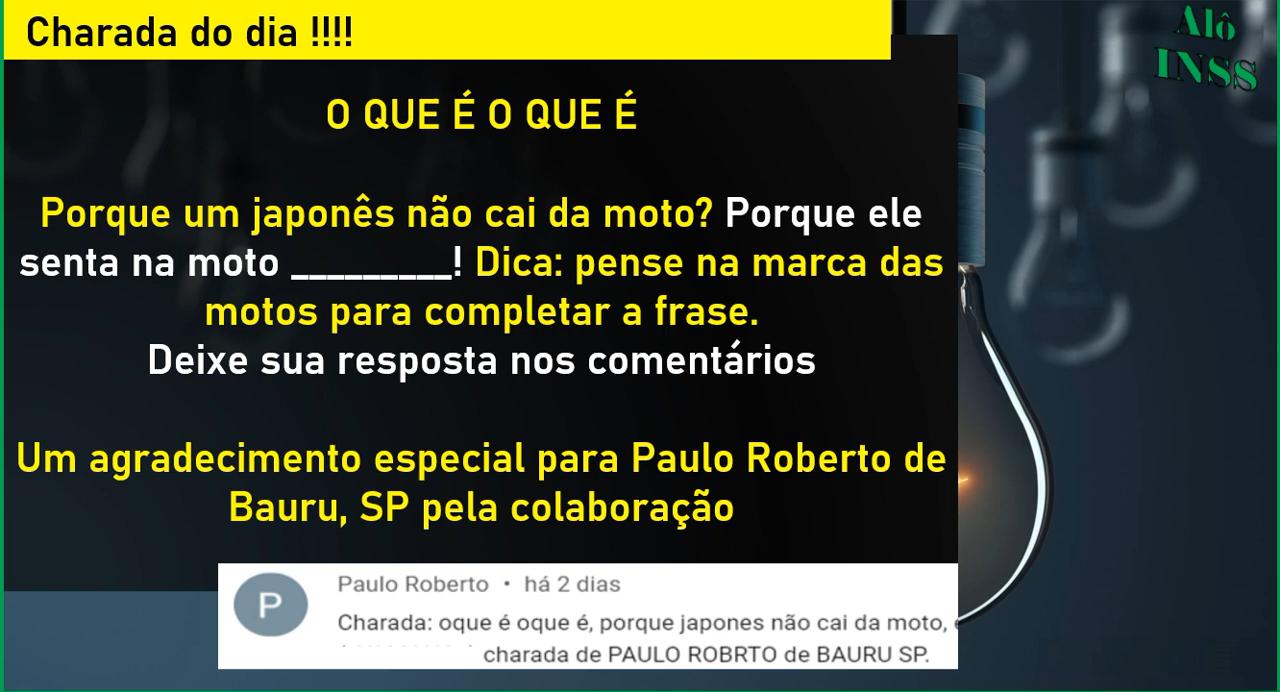 Charada do dia !!!!
Alô
INSS
O QUE É O QUE É
Porque um japonês não cai da moto? Porque ele
senta na moto _________! Dica: pense na marca das
motos para completar a frase.
Deixe sua resposta nos comentários
Um agradecimento especial para Paulo Roberto de
Bauru, SP pela colaboração
P
Paulo Roberto • há 2 dias
Charada: oque é oque é, porque japones não cai da moto,
charada de PAULO ROBRTO de BAURU SP.